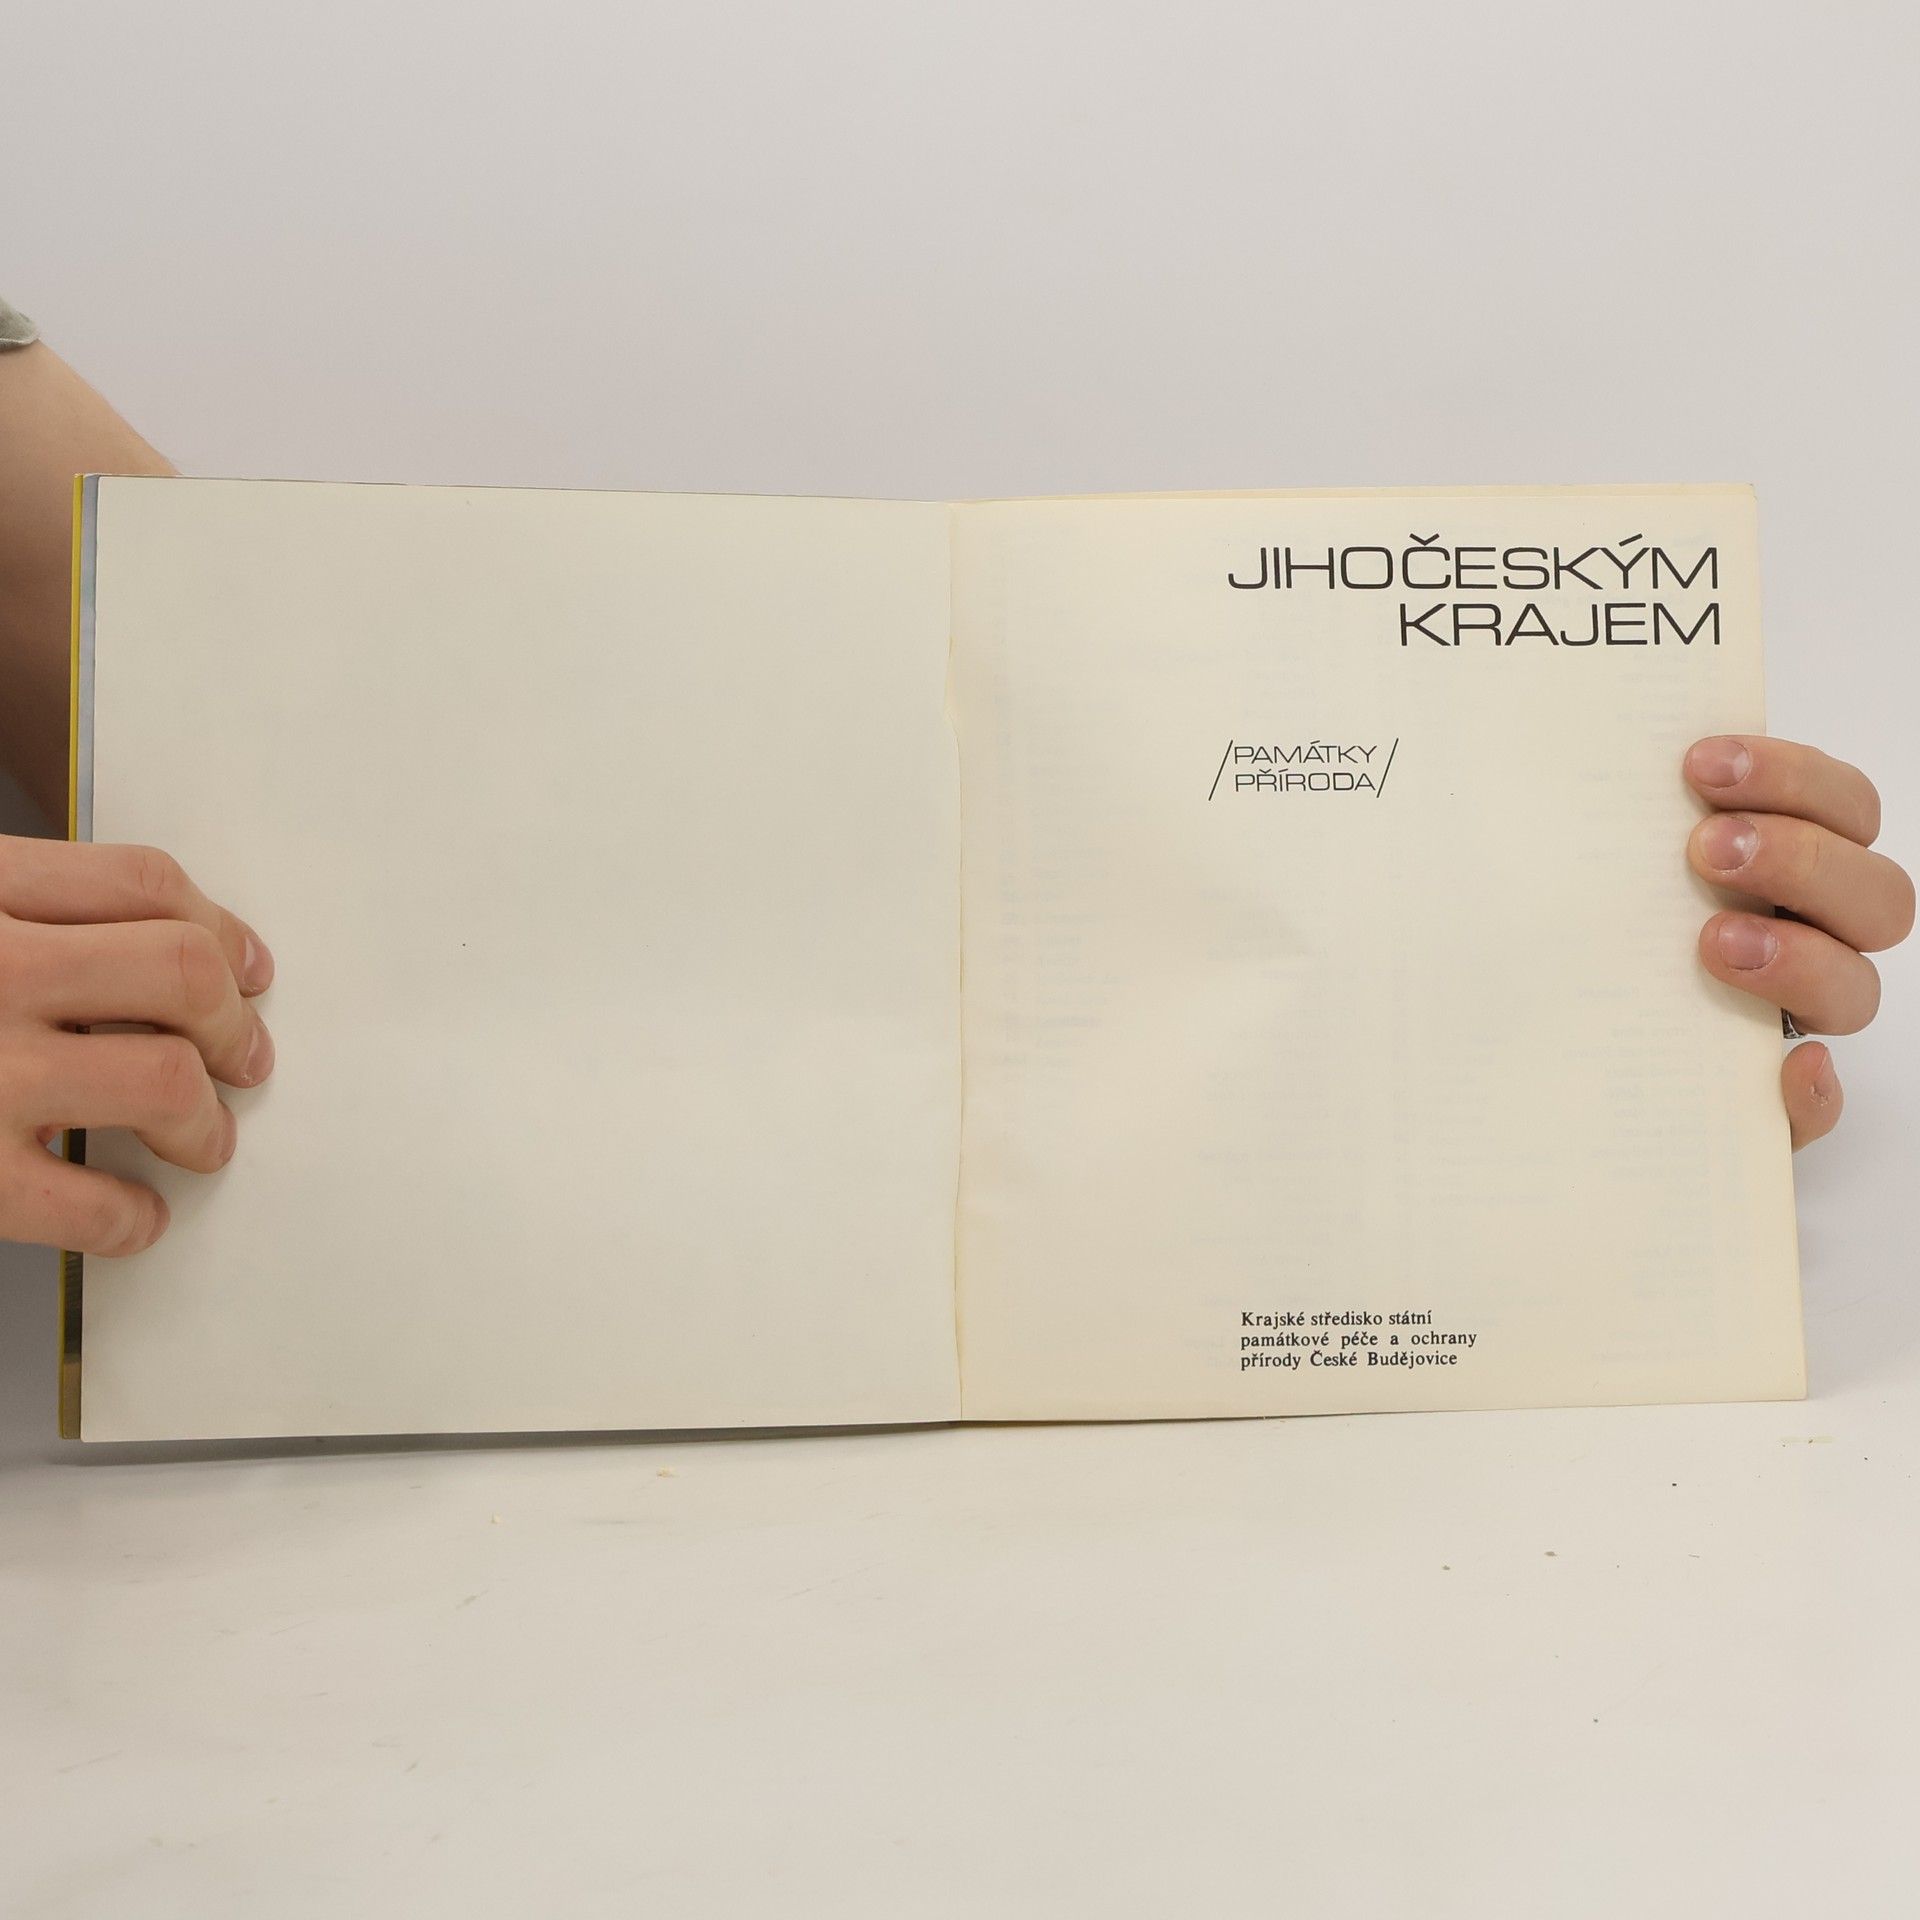 JIHOČESKÝM
KRAJEM
/PAMÁTKY
PŘÍRODA/
Krajské středisko státní
památkové péče a ochrany
přírody České Budějovice